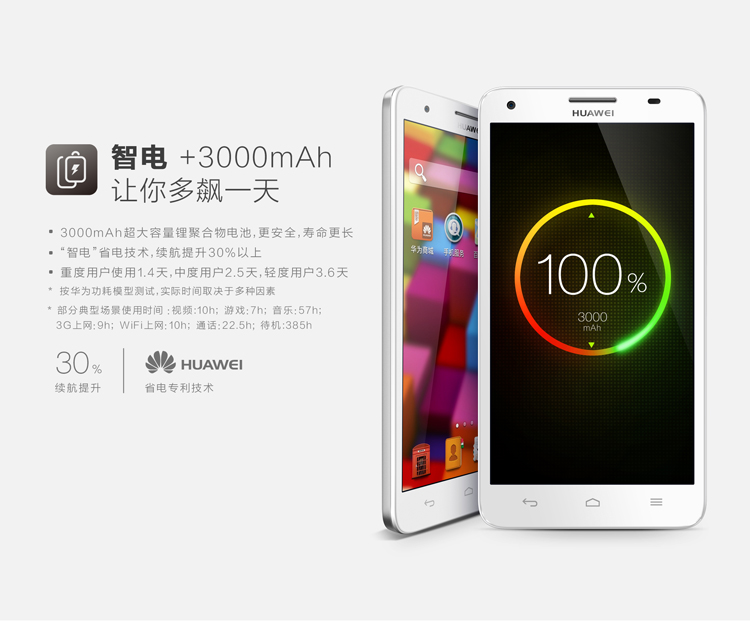 智电 +3000mAh
让你多飙一天
▪ 3000mAh超大容量锂聚合物电池,更安全,寿命更长
▪ “智电”省电技术,续航提升30%以上
▪ 重度用户使用1.4天,中度用户2.5天,轻度用户3.6天
* 按华为功耗模型测试,实际时间取决于多种因素
* 部分典型场景使用时间:视频:10h; 游戏:7h; 音乐:57h;
3G上网:9h; WiFi上网:10h; 通话:22.5h; 待机:385h
30%
续航提升
HUAWEI
省电专利技术
华为商城
手机服务
HUAWEI
100%
3000
mAh